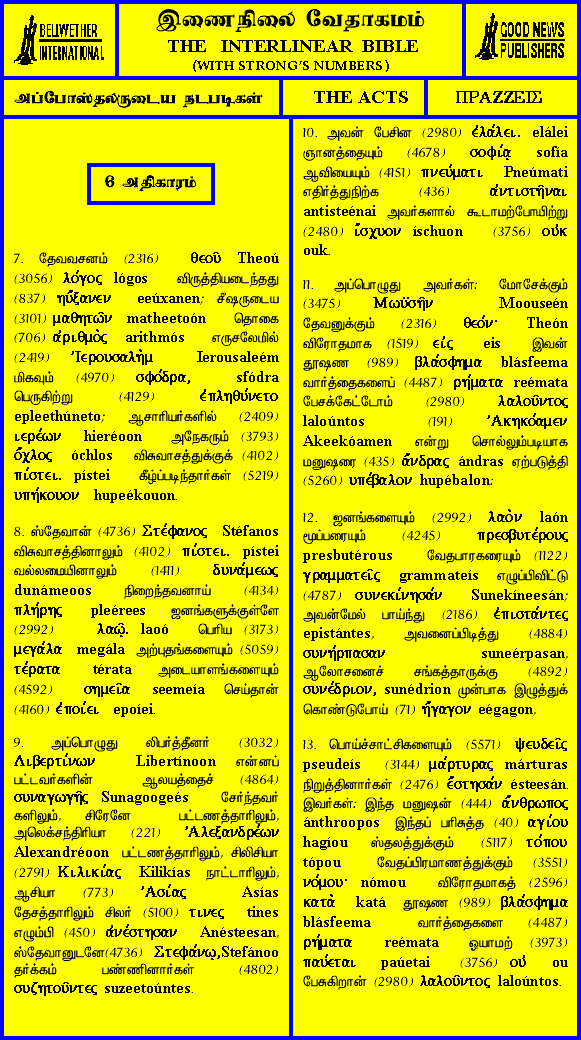 BELLWETHER
INTERNATIONAL
இணைநிலை வேதாகமம்
THE INTERLINEAR BIBLE
(WITH STRONG'S NUMBERS)
GOOD NEWS
PUBLISHERS
அப்போஸ்தலருடைய நடபடிகள்
THE ACTS
ΠΡΑΖΖΕΙΣ
6 அதிகாரம்
7. தேவவசனம் (2316) θεοῦ Theoú
(3056) λόγος lógos விருத்தியடைந்தது
(837) ηὔξανεν eeúxanen; சீஷருடைய
(3101) μαθητῶν matheetoón தொகை
(706) ἀριθμὸς arithmós எருசலேமில்
(2419) Ἰερουσαλὴμ Ierousaleém
மிகவும் (4970) σφόδρα, sfódra
பெருகிற்று (4129) ἐπληθύνετο
epleethúneto; ஆசாரியர்களில் (2409)
ιερέων hieréoon அநேகரும் (3793)
ὄχλος óchlos விசுவாசத்துக்குக் (4102)
πίστει. pístei கீழ்ப்படிந்தார்கள் (5219)
υπήκουον hupeékouon.
8. ஸ்தேவான் (4736) Στέφανος Stéfanos
விசுவாசத்தினாலும் (4102) πίστει. pístei
வல்லமையினாலும் (1411) δυνάμεως
dunámeoos நிறைந்தவனாய் (4134)
πλήρης pleérees ஜனங்களுக்குள்ளே
(2992) λαῷ. laoó பெரிய (3173)
μεγάλα megála அற்புதங்களையும் (5059)
τέρατα térata அடையாளங்களையும்
(4592) σημεῖα seemeía செய்தான்
(4160) ἐποίει epoíei.
9. அப்பொழுது லிபர்த்தீனர் (3032)
Λιβερτίνων Libertínoon என்னப்
பட்டவர்களின் ஆலயத்தைச் (4864)
συναγωγῆς Sunagoogeés சேர்ந்தவர்
களிலும், சிரேனே பட்டணத்தாரிலும்,
அலெக்சந்திரியா (221) Ἀλεξανδρέων
Alexandréoon பட்டணத்தாரிலும், சிலிசியா
(2791) Κιλικίας Kilikías நாட்டாரிலும்,
ஆசியா (773) Ἀσίας Asías
தேசத்தாரிலும் சிலர் (5100) τινες tines
எழும்பி (450) ἀνέστησαν Anésteesan,
ஸ்தேவானுடனே(4736) Στεφάνῳ,Stefánoo
தர்க்கம் பண்ணினார்கள் (4802)
συζητοῦντες suzeetoúntes.
10. அவன் பேசின (2980) ἐλάλει. elálei
ஞானத்தையும் (4678) σοφίᾳ sofía
ஆவியையும் (4151) πνεύματι Pneúmati
எதிர்த்துநிற்க (436) ἀντιστῆναι
antisteénai அவர்களால் கூடாமற்போயிற்று
(2480) ἴσχυον íschuon (3756) οὐκ
ouk.
11. அப்பொழுது அவர்கள்: மோசேக்கும்
(3475) Μωϋσῆν Moouseén
தேவனுக்கும் (2316) θεόν· Theón
விரோதமாக (1519) εἰς eis இவன்
தூஷண (989) βλάσφημα blásfeema
வார்த்தைகளைப் (4487) ρήματα reémata
பேசக்கேட்டோம் (2980) λαλοῦντος
laloúntos (191) Ἀκηκόαμεν
Akeekóamen என்று சொல்லும்படியாக
மனுஷரை (435) ἄνδρας ándras ஏற்படுத்தி
(5260) υπέβαλον hupébalon:
12. ஜனங்களையும் (2992) λαὸν laón
மூப்பரையும் (4245) πρεσβυτέρους
presbutérous வேதபாரகரையும் (1122)
γραμματεῖς grammateís எழுப்பிவிட்டு
(4787) συνεκίνησάν Sunekíneesán;
அவன்மேல் பாய்ந்து (2186) ἐπιστάντες
epistántes, அவனைப்பிடித்து (4884)
συνήρπασαν suneérpasan,
ஆலோசனைச் சங்கத்தாருக்கு (4892)
συνέδριον, sunédrion முன்பாக இழுத்துக்
கொண்டுபோய் (71) ἤγαγον eégagon,
13. பொய்ச்சாட்சிகளையும் (5571) ψευδεῖς
pseudeís (3144) μάρτυρας márturas
நிறுத்தினார்கள் (2476) ἔστησάν ésteesán.
இவர்கள்: இந்த மனுஷன் (444) ἄνθρωπος
ánthroopos இந்தப் பரிசுத்த (40) αγίου
hagíou ஸ்தலத்துக்கும் (5117) τόπου
tópou வேதப்பிரமாணத்துக்கும் (3551)
νόμου· nómou விரோதமாகத் (2596)
κατὰ katá தூஷண (989) βλάσφημα
blásfeema வார்த்தைகளை (4487)
ρήματα reémata ஓயாமற் (3973)
παύεται paúetai (3756) οὐ ou
பேசுகிறான் (2980) λαλοῦντος laloúntos.